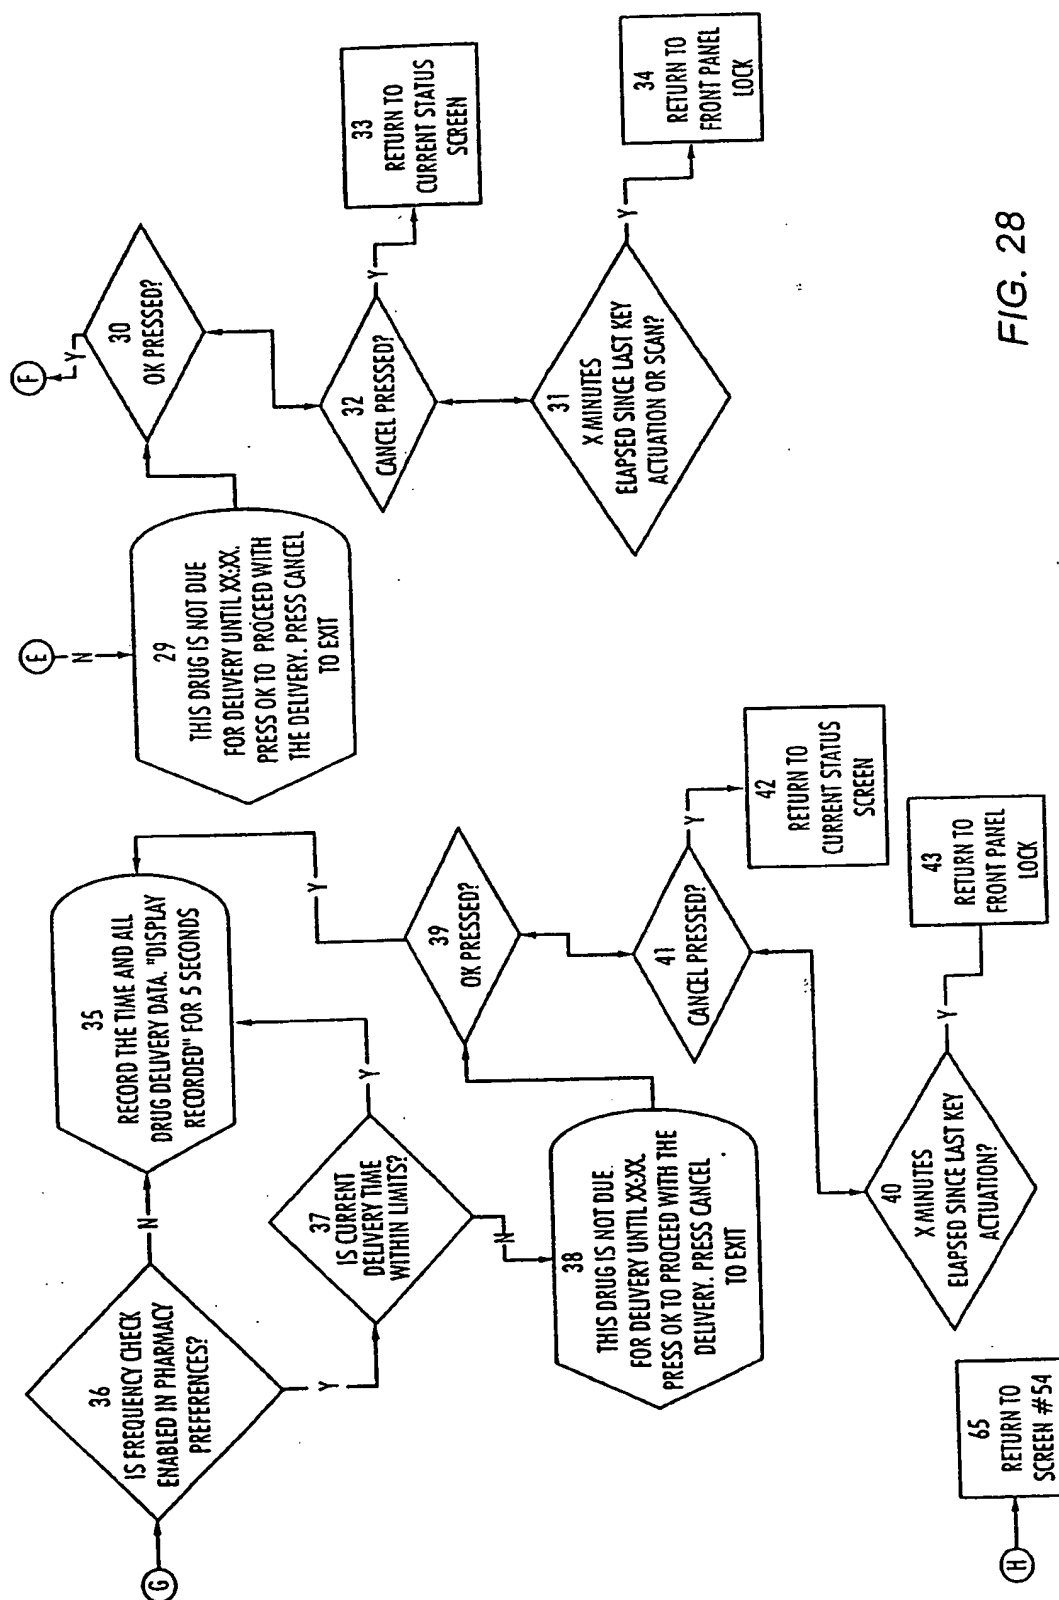 G
36
IS FREQUENCY CHECK
ENABLED IN PHARMACY
PREFERENCES?
N
Y
35
RECORD THE TIME AND ALL
DRUG DELIVERY DATA. "DISPLAY
RECORDED" FOR 5 SECONDS
37
IS CURRENT
DELIVERY TIME
WITHIN LIMITS?
Y
N
38
THIS DRUG IS NOT DUE
FOR DELIVERY UNTIL XX:XX.
PRESS OK TO PROCEED WITH THE
DELIVERY. PRESS CANCEL
TO EXIT
39
OK PRESSED?
Y
41
CANCEL PRESSED?
Y
42
RETURN TO
CURRENT STATUS
SCREEN
40
X MINUTES
ELAPSED SINCE LAST KEY
ACTUATION?
Y
43
RETURN TO
FRONT PANEL
LOCK
H
65
RETURN TO
SCREEN #54
E
N
29
THIS DRUG IS NOT DUE
FOR DELIVERY UNTIL XX:XX.
PRESS OK TO PROCEED WITH
THE DELIVERY. PRESS CANCEL
TO EXIT
30
OK PRESSED?
Y
F
32
CANCEL PRESSED?
Y
33
RETURN TO
CURRENT STATUS
SCREEN
31
X MINUTES
ELAPSED SINCE LAST KEY
ACTUATION OR SCAN?
Y
34
RETURN TO
FRONT PANEL
LOCK
FIG. 28